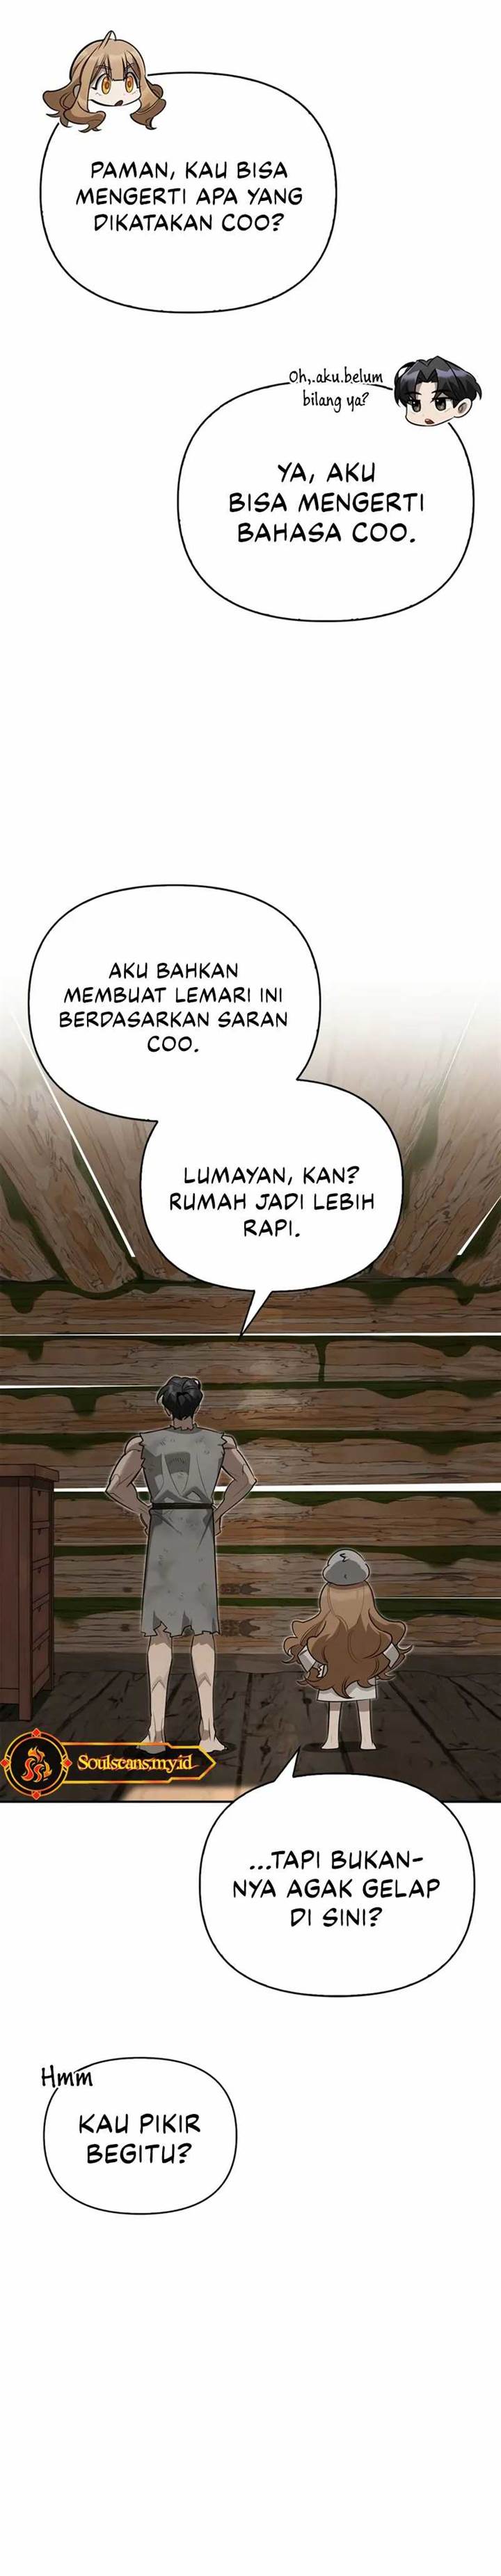 PAMAN, KAU BISA
MENGERTI APA YANG
DIKATAKAN COO?
Oh, aku belum
bilang ya?
YA, AKU
BISA MENGERTI
BAHASA COO.
AKU BAHKAN
MEMBUAT LEMARI INI
BERDASARKAN SARAN
COO.
LUMAYAN, KAN?
RUMAH JADI LEBIH
RAPI.
Soulscans.my.id
...TAPI BUKAN-
NYA AGAK GELAP
DI SINI?
Hmm
KAU PIKIR
BEGITU?